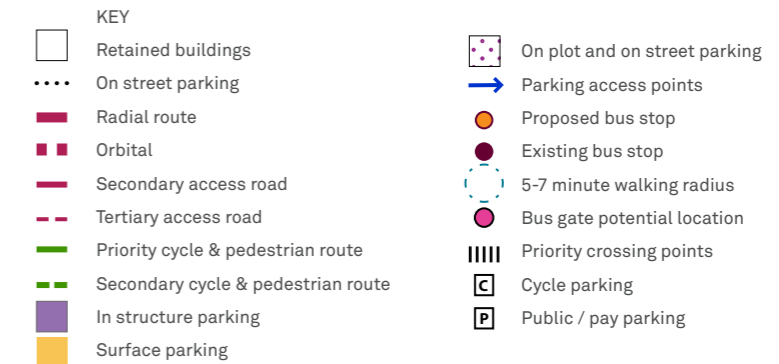 KEY
Retained buildings
On street parking
Radial route
Orbital
Secondary access road
Tertiary access road
Priority cycle & pedestrian route
Secondary cycle & pedestrian route
In structure parking
Surface parking
On plot and on street parking
Parking access points
Proposed bus stop
Existing bus stop
5-7 minute walking radius
Bus gate potential location
Priority crossing points
C Cycle parking
P Public / pay parking